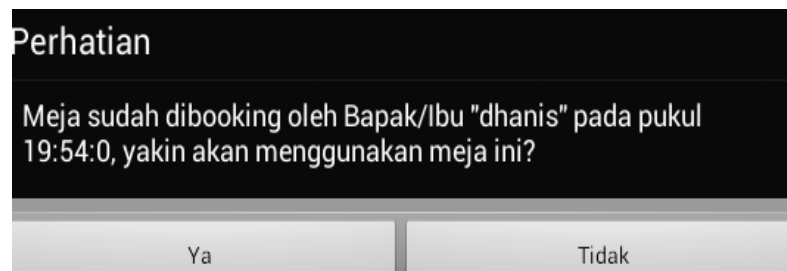 Perhatian
Meja sudah dibooking oleh Bapak/Ibu "dhanis" pada pukul
19:54:0, yakin akan menggunakan meja ini?
Ya
Tidak